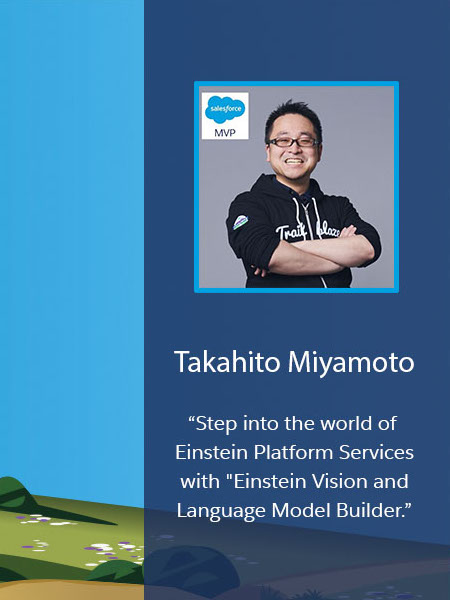 salesforce
MVP
Trailblazer
Takahito Miyamoto
“Step into the world of
Einstein Platform Services
with "Einstein Vision and
Language Model Builder.”